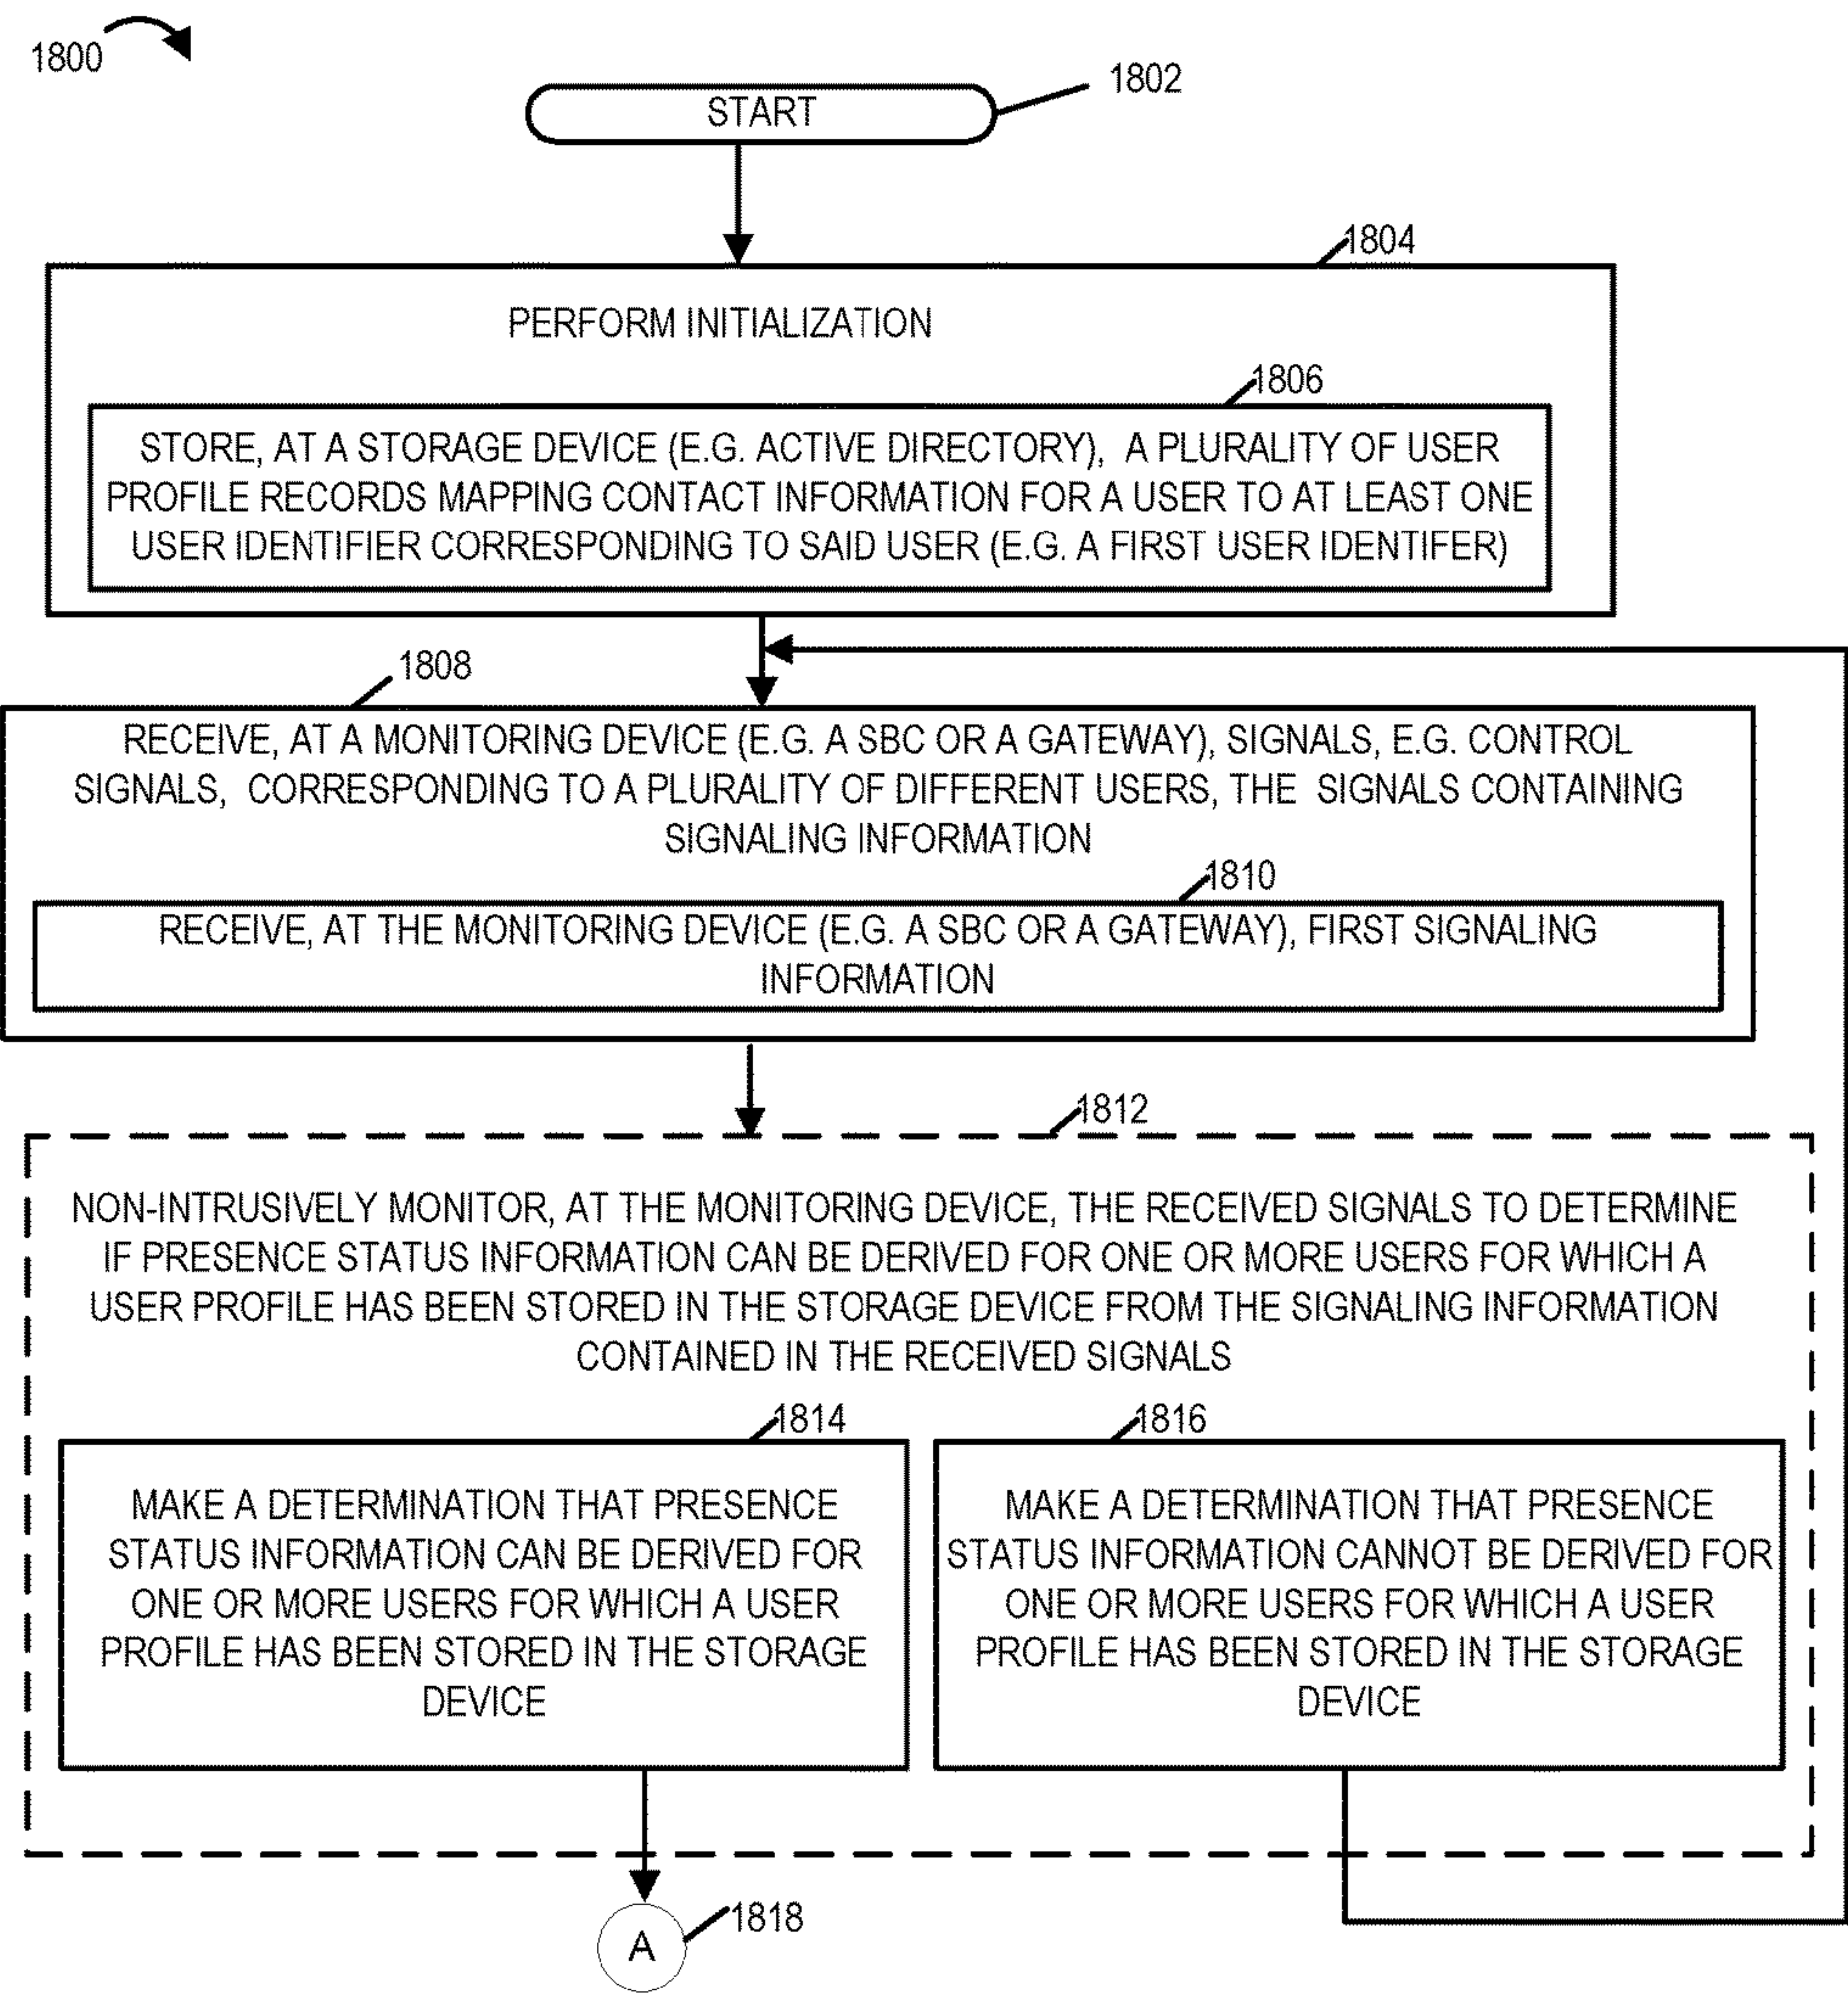 1800
START
1802
1804
PERFORM INITIALIZATION
1806
STORE, AT A STORAGE DEVICE (E.G. ACTIVE DIRECTORY), A PLURALITY OF USER
PROFILE RECORDS MAPPING CONTACT INFORMATION FOR A USER TO AT LEAST ONE
USER IDENTIFIER CORRESPONDING TO SAID USER (E.G. A FIRST USER IDENTIFER)
1808
RECEIVE, AT A MONITORING DEVICE (E.G. A SBC OR A GATEWAY), SIGNALS, E.G. CONTROL
SIGNALS, CORRESPONDING TO A PLURALITY OF DIFFERENT USERS, THE SIGNALS CONTAINING
SIGNALING INFORMATION
1810
RECEIVE, AT THE MONITORING DEVICE (E.G. A SBC OR A GATEWAY), FIRST SIGNALING
INFORMATION
1812
NON-INTRUSIVELY MONITOR, AT THE MONITORING DEVICE, THE RECEIVED SIGNALS TO DETERMINE
IF PRESENCE STATUS INFORMATION CAN BE DERIVED FOR ONE OR MORE USERS FOR WHICH A
USER PROFILE HAS BEEN STORED IN THE STORAGE DEVICE FROM THE SIGNALING INFORMATION
CONTAINED IN THE RECEIVED SIGNALS
1814
MAKE A DETERMINATION THAT PRESENCE
STATUS INFORMATION CAN BE DERIVED FOR
ONE OR MORE USERS FOR WHICH A USER
PROFILE HAS BEEN STORED IN THE STORAGE
DEVICE
1816
MAKE A DETERMINATION THAT PRESENCE
STATUS INFORMATION CANNOT BE DERIVED FOR
ONE OR MORE USERS FOR WHICH A USER
PROFILE HAS BEEN STORED IN THE STORAGE
DEVICE
A
1818